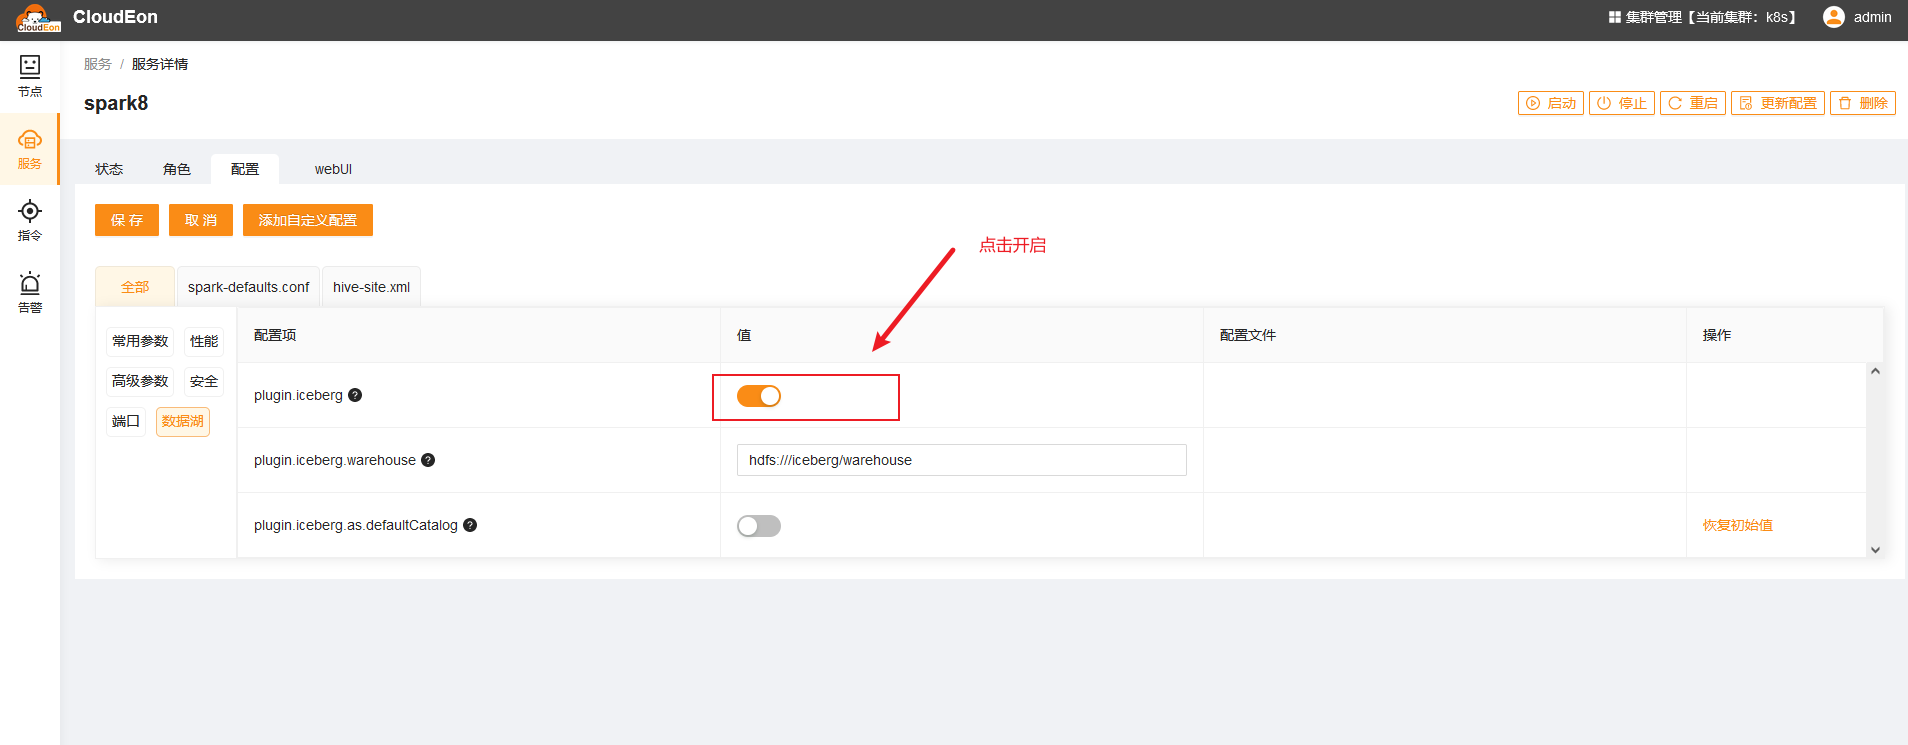 CloudEon
CloudEon
集群管理【当前集群：k8s】
admin
节点
服务
指令
告警
服务 / 服务详情
spark8
启动
停止
重启
更新配置
删除
状态
角色
配置
webUI
保 存
取 消
添加自定义配置
点击开启
全部
spark-defaults.conf
hive-site.xml
常用参数
性能
高级参数
安全
端口
数据湖
配置项
值
配置文件
操作
plugin.iceberg ?
plugin.iceberg.warehouse ?
hdfs:///iceberg/warehouse
plugin.iceberg.as.defaultCatalog ?
恢复初始值